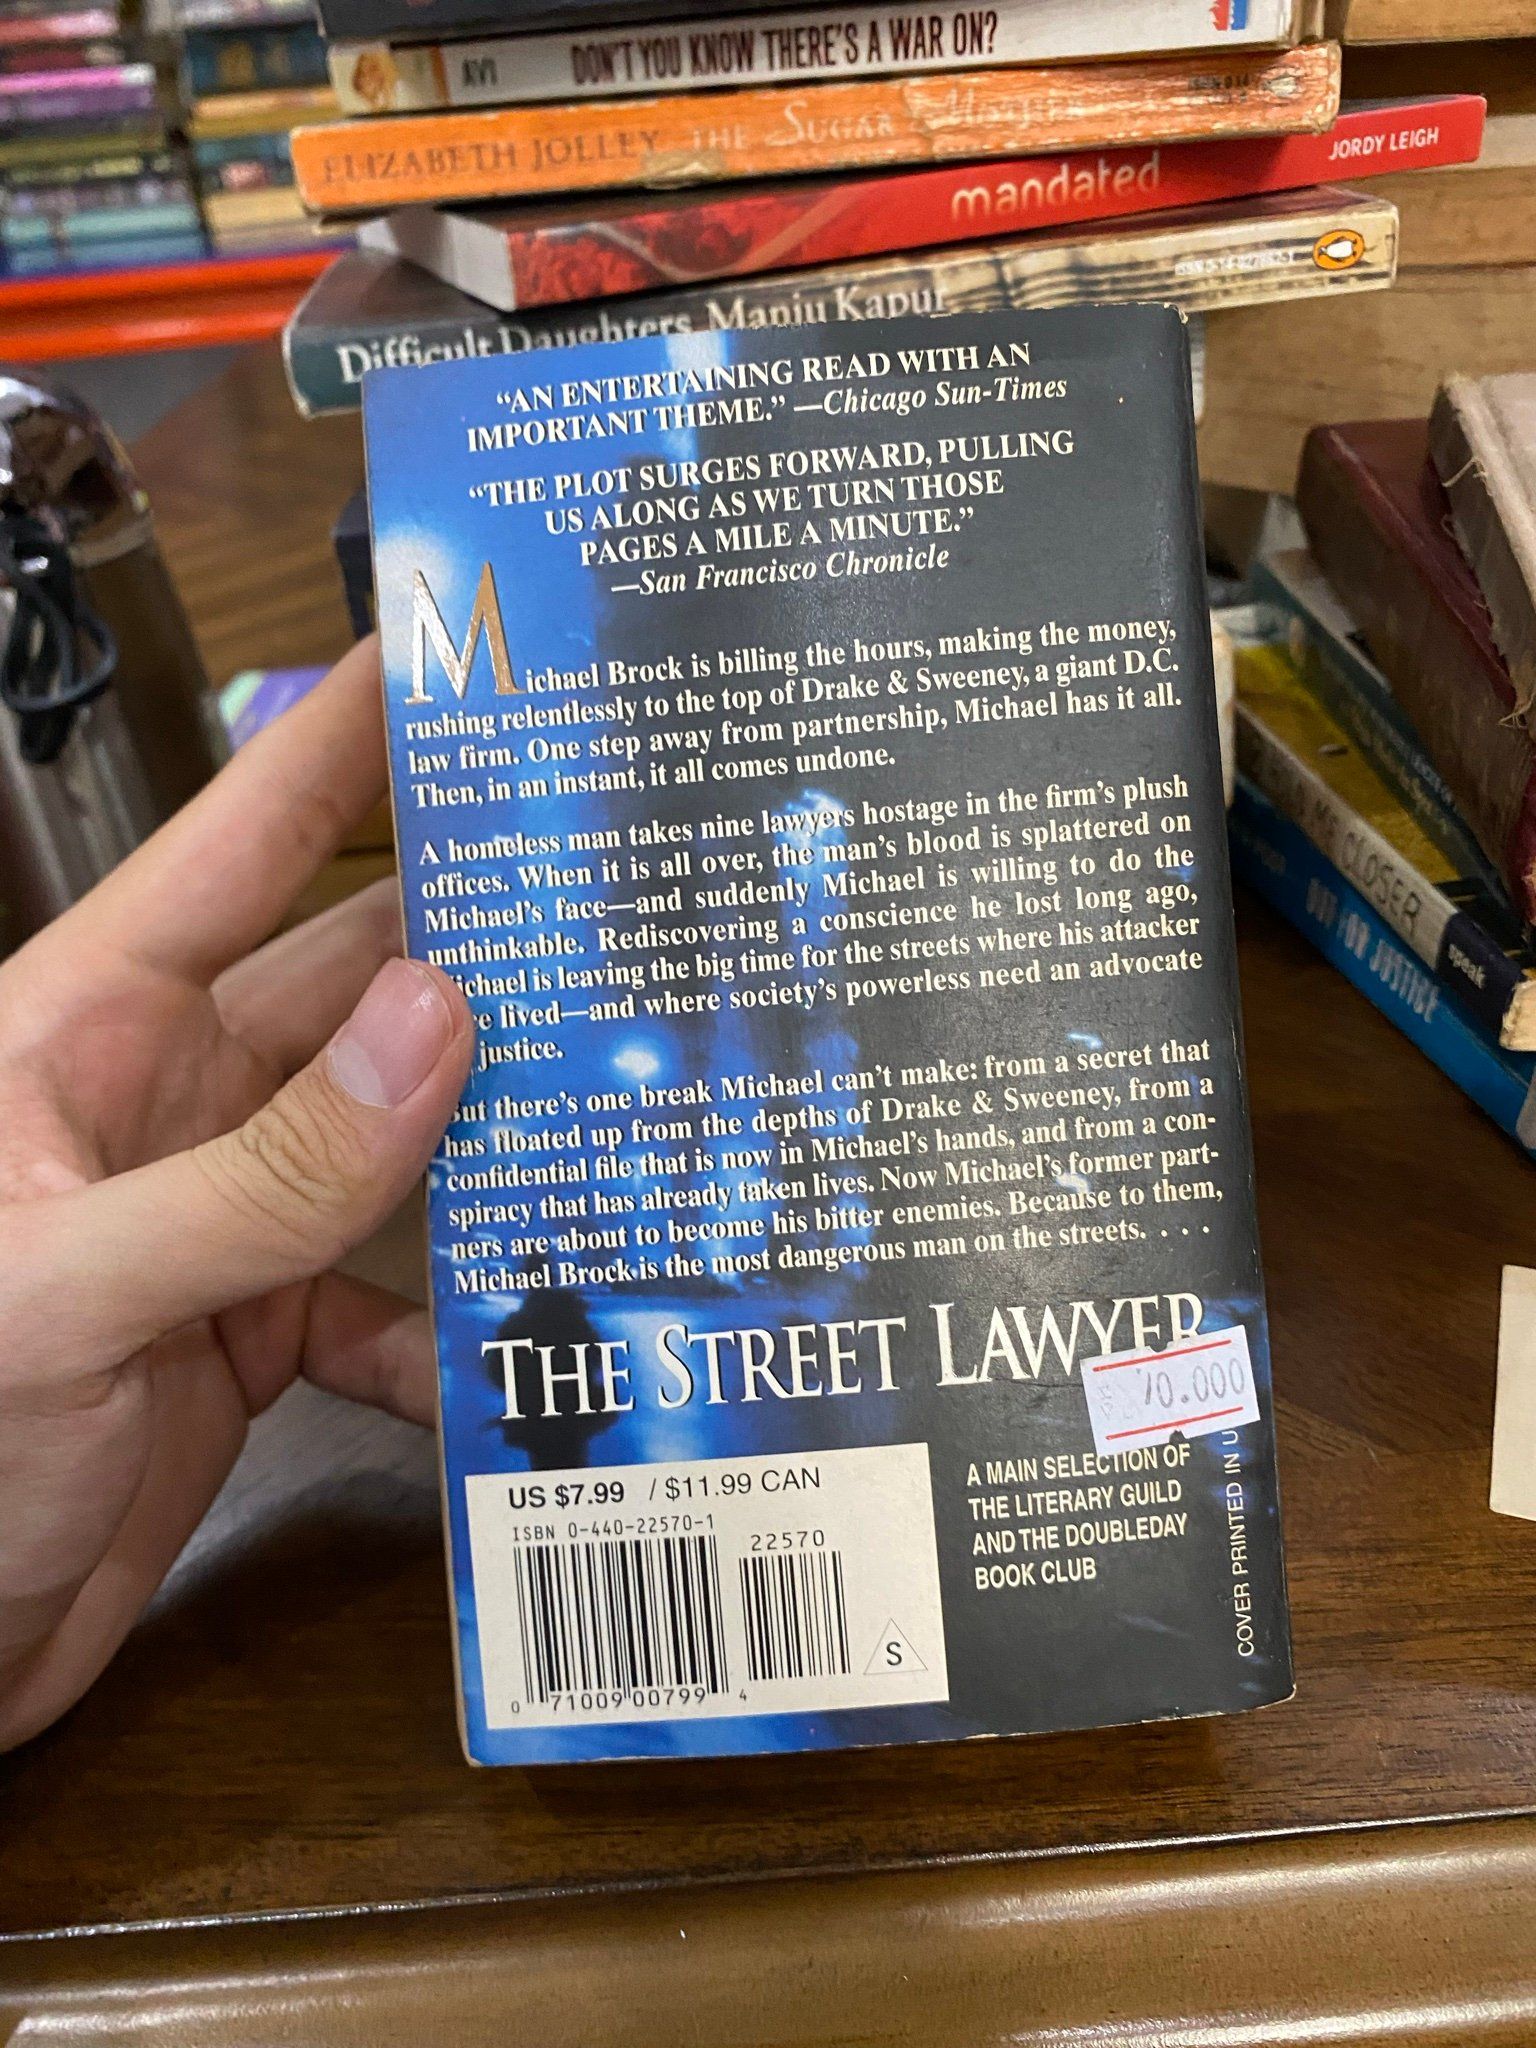 AVI DON'T YOU KNOW THERE'S A WAR ON?
ELIZABETH JOLLEY THE SUGAR
mandated JORDY LEIGH
Difficult Daughters Manju Kapur
"AN ENTERTAINING READ WITH AN
IMPORTANT THEME." —Chicago Sun-Times
"THE PLOT SURGES FORWARD, PULLING
US ALONG AS WE TURN THOSE
PAGES A MILE A MINUTE."
—San Francisco Chronicle
Michael Brock is billing the hours, making the money,
rushing relentlessly to the top of Drake & Sweeney, a giant D.C.
law firm. One step away from partnership, Michael has it all.
Then, in an instant, it all comes undone.
A homeless man takes nine lawyers hostage in the firm's plush
offices. When it is all over, the man's blood is splattered on
Michael's face—and suddenly Michael is willing to do the
unthinkable. Rediscovering a conscience he lost long ago,
ichael is leaving the big time for the streets where his attacker
e lived—and where society's powerless need an advocate
justice.
ut there's one break Michael can't make: from a secret that
has floated up from the depths of Drake & Sweeney, from a
confidential file that is now in Michael's hands, and from a con-
spiracy that has already taken lives. Now Michael's former part-
ners are about to become his bitter enemies. Because to them,
Michael Brock is the most dangerous man on the streets. . . .
THE STREET LAWYER
70.000
US $7.99 / $11.99 CAN
ISBN 0-440-22570-1
22570
0 71009 00799 4
S
A MAIN SELECTION OF
THE LITERARY GUILD
AND THE DOUBLEDAY
BOOK CLUB
COVER PRINTED IN U
CLOSER
speak
OUT FOR JUSTICE